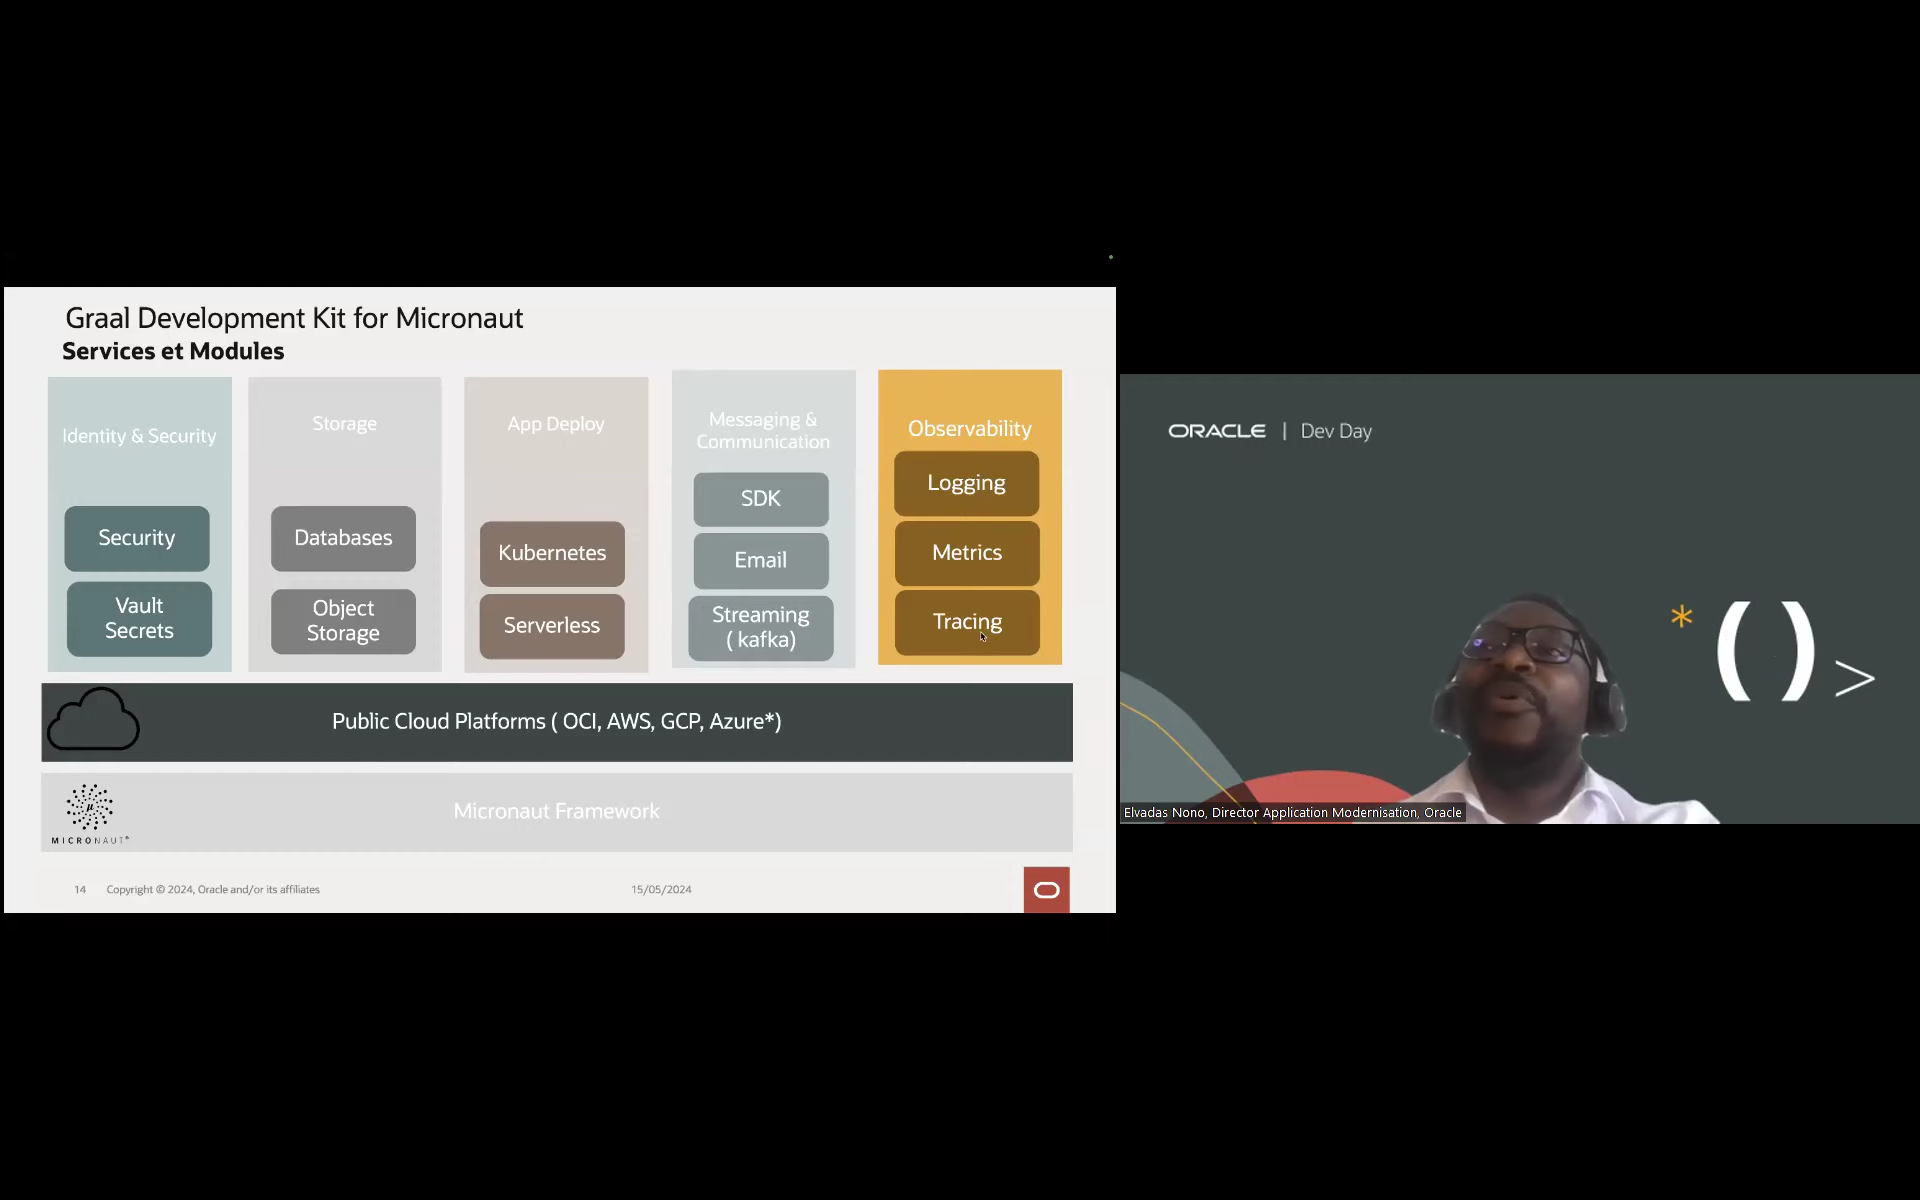 Graal Development Kit for Micronaut
Services et Modules
Identity & Security
Security
Vault
Secrets
Storage
Databases
Object
Storage
App Deploy
Kubernetes
Serverless
Messaging &
Communication
SDK
Email
Streaming
( kafka)
Observability
Logging
Metrics
Tracing
Public Cloud Platforms ( OCI, AWS, GCP, Azure*)
μ
MICRONAUT®
Micronaut Framework
14 Copyright © 2024, Oracle and/or its affiliates 15/05/2024
ORACLE | Dev Day
* ( ) >
Elvadas Nono, Director Application Modernisation, Oracle